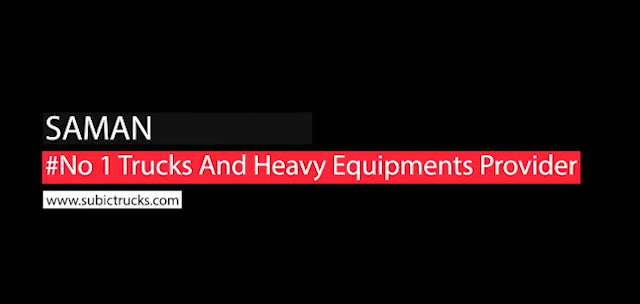 SAMAN
#No 1 Trucks And Heavy Equipments Provider
www.subictrucks.com